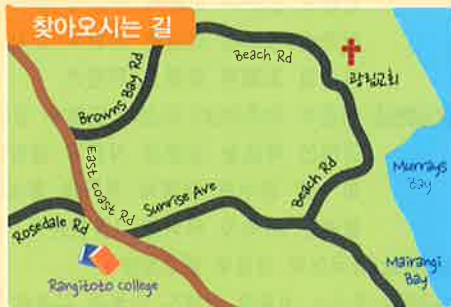 찾아오시는 길
Beach Rd
광림교회
Browns Bay Rd
East coast Rd
Murrays
Bay
Sunrise Ave
Beach Rd
Rosedale Rd
Mairangi
Bay
Rangitoto college